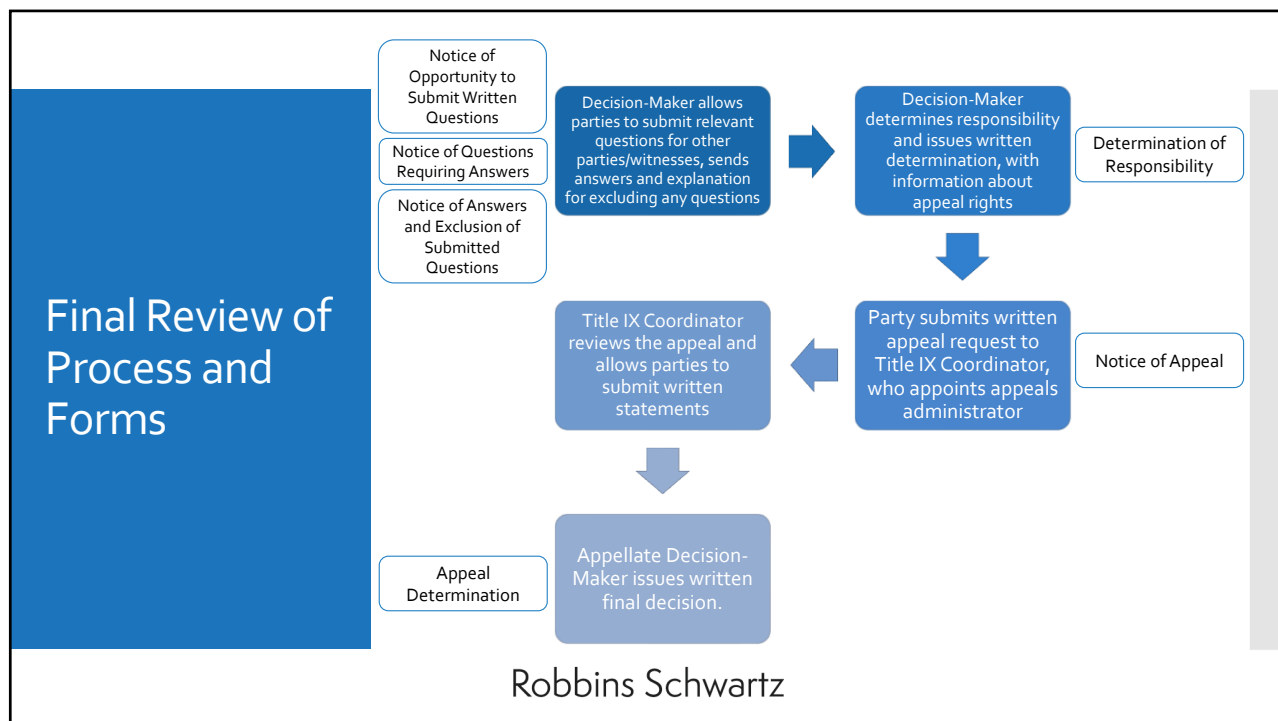 Final Review of
Process and
Forms
Notice of
Opportunity to
Submit Written
Questions
Notice of Questions
Requiring Answers
Notice of Answers
and Exclusion of
Submitted
Questions
Decision-Maker allows
parties to submit relevant
questions for other
parties/witnesses, sends
answers and explanation
for excluding any questions
Decision-Maker
determines responsibility
and issues written
determination, with
information about
appeal rights
Determination of
Responsibility
Party submits written
appeal request to
Title IX Coordinator,
who appoints appeals
administrator
Notice of Appeal
Title IX Coordinator
reviews the appeal and
allows parties to
submit written
statements
Appeal
Determination
Appellate Decision-
Maker issues written
final decision.
Robbins Schwartz